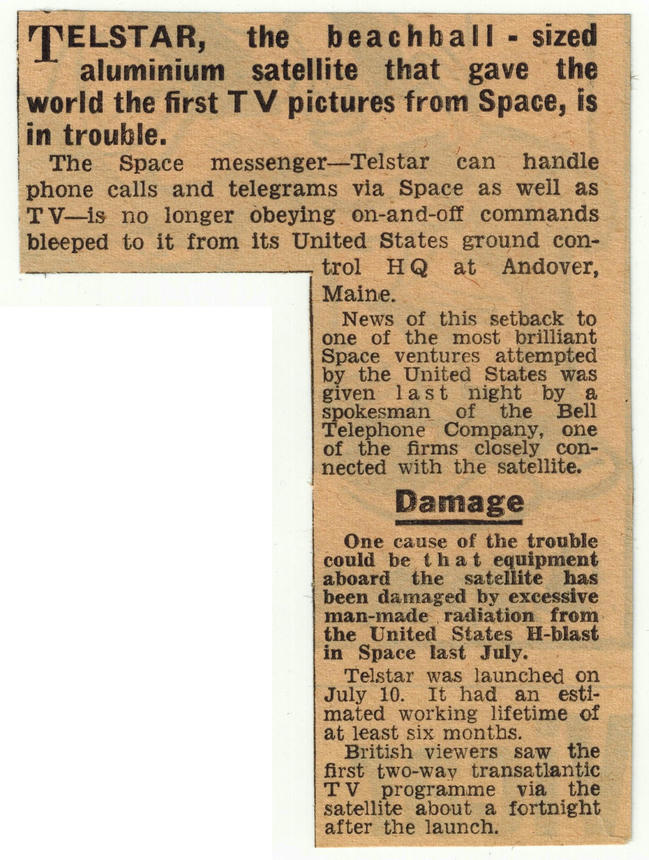 TELSTAR, the beachball - sized
aluminium satellite that gave the
world the first TV pictures from Space, is
in trouble.
The Space messenger—Telstar can handle
phone calls and telegrams via Space as well as
TV—is no longer obeying on-and-off commands
bleeped to it from its United States ground con-
trol HQ at Andover,
Maine.
News of this setback to
one of the most brilliant
Space ventures attempted
by the United States was
given last night by a
spokesman of the Bell
Telephone Company, one
of the firms closely con-
nected with the satellite.
Damage
One cause of the trouble
could be that equipment
aboard the satellite has
been damaged by excessive
man-made radiation from
the United States H-blast
in Space last July.
Telstar was launched on
July 10. It had an esti-
mated working lifetime of
at least six months.
British viewers saw the
first two-way transatlantic
TV programme via the
satellite about a fortnight
after the launch.